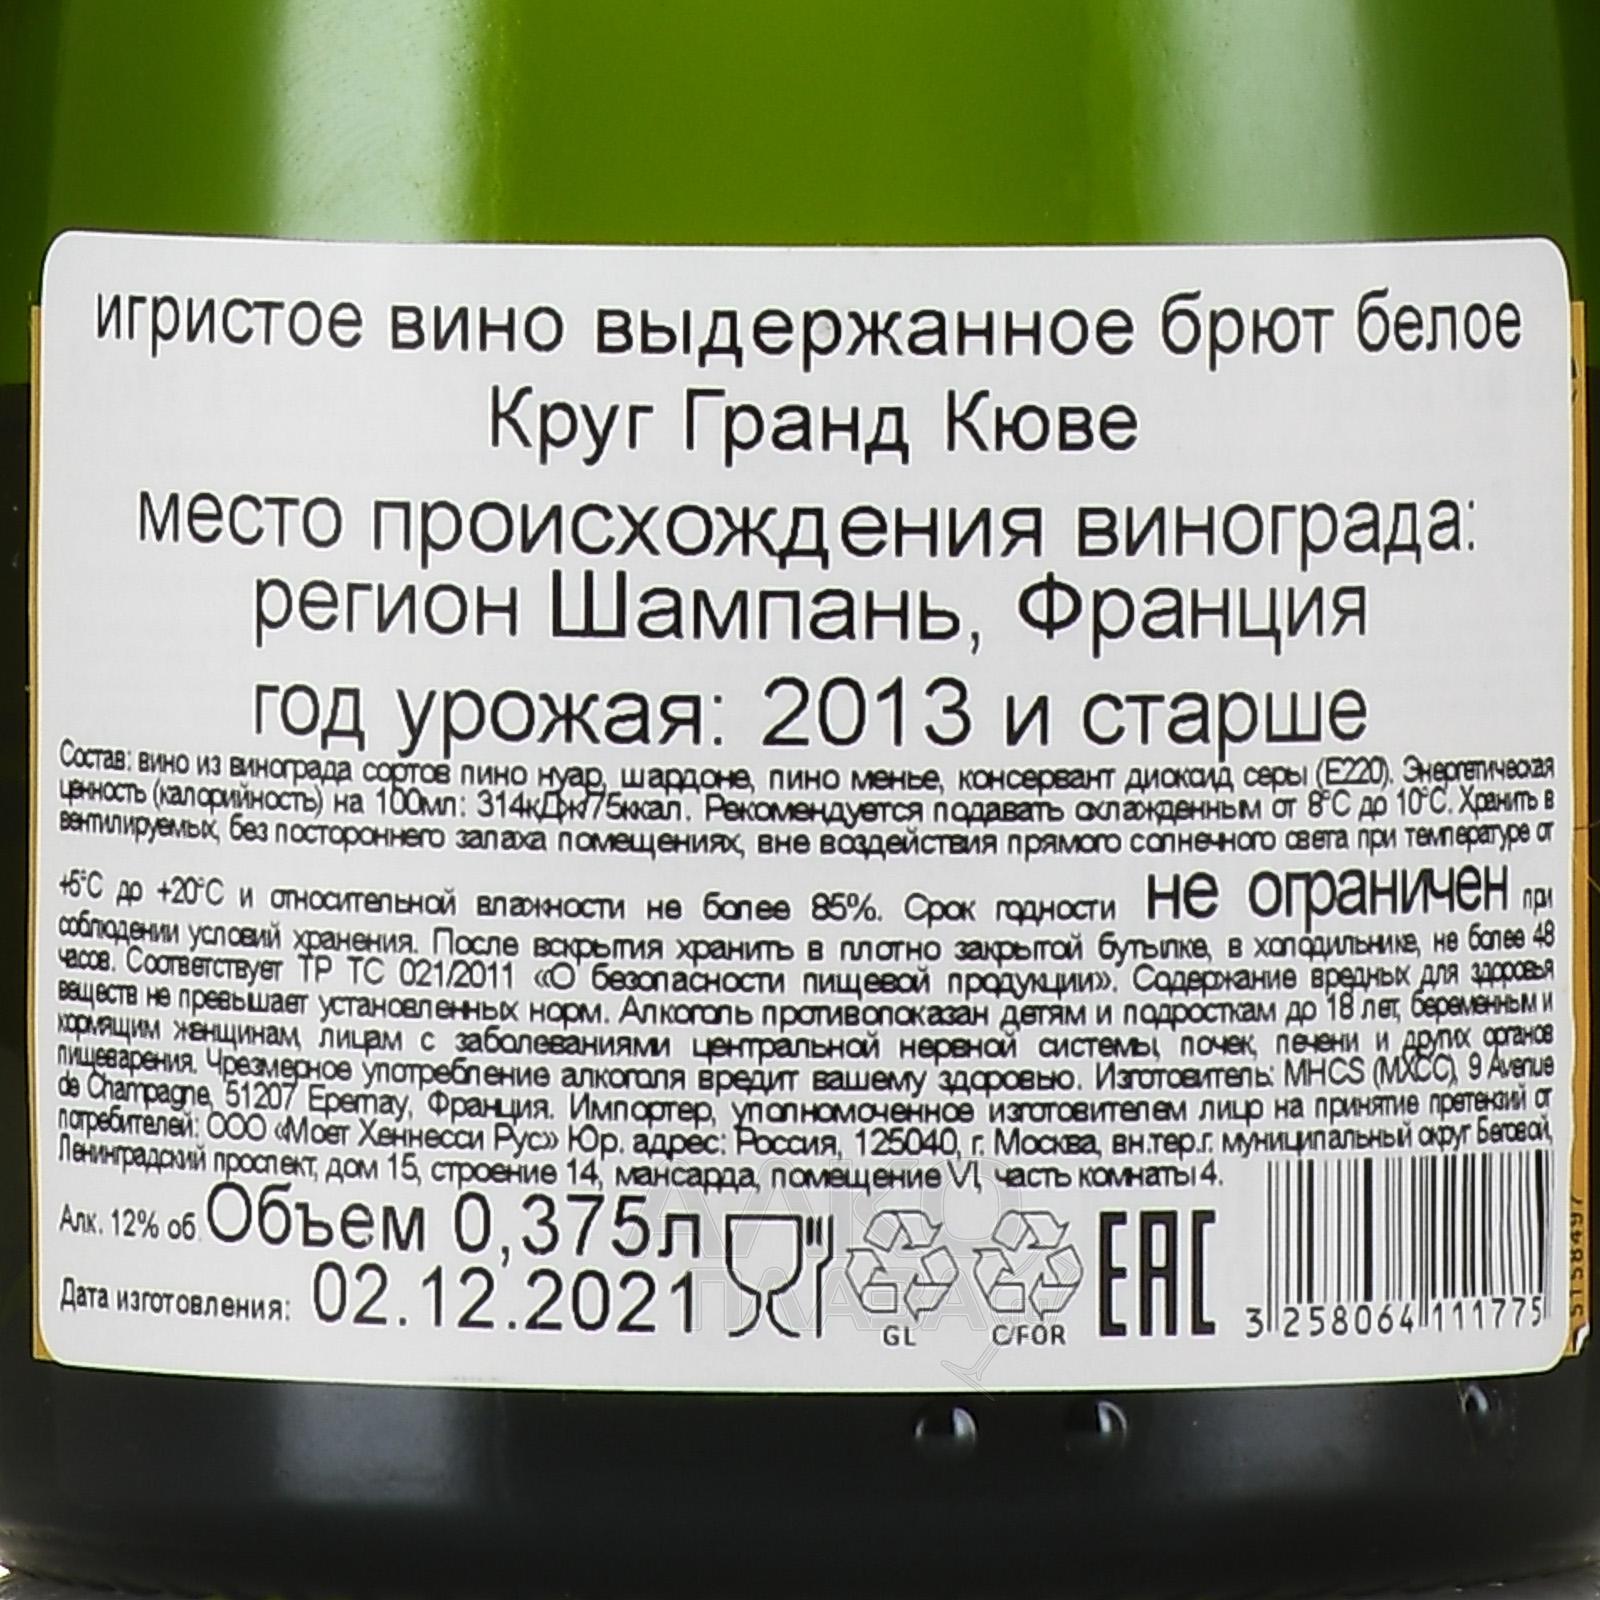 игристое вино выдержанное брют белое
Круг Гранд Кюве
место происхождения винограда:
регион Шампань, Франция
год урожая: 2013 и старше
Состав: вино из винограда сортов пино нуар, шардоне, пино менье, консервант диоксид серы (Е220). Энергетическая
ценность (калорийность) на 100мл: 314кДж/75ккал. Рекомендуется подавать охлажденным от 8°С до 10°С. Хранить в
вентилируемых, без постороннего запаха помещениях, вне воздействия прямого солнечного света при температуре от
+5°С до +20°С и относительной влажности не более 85%. Срок годности не ограничен при
соблюдении условий хранения. После вскрытия хранить в плотно закрытой бутылке, в холодильнике, не более 48
часов. Соответствует ТР ТС 021/2011 «О безопасности пищевой продукции». Содержание вредных для здоровья
веществ не превышает установленных норм. Алкоголь противопоказан детям и подросткам до 18 лет, беременным и
кормящим женщинам, лицам с заболеваниями центральной нервной системы, почек, печени и других органов
пищеварения. Чрезмерное употребление алкоголя вредит вашему здоровью. Изготовитель: MHCS (МХСС), 9 Avenue
de Champagne, 51207 Epernay, Франция. Импортер, уполномоченное изготовителем лицо на принятие претензий от
потребителей: ООО «Моет Хеннесси Рус» Юр. адрес: Россия, 125040, г. Москва, вн.тер.г. муниципальный округ Беговой,
Ленинградский проспект, дом 15, строение 14, мансарда, помещение VI, часть комнаты 4.
Алк. 12% об. Объем 0,375л
Дата изготовления: 02.12.2021
GL
C/FOR
EAC
3 258064 111775
5158497
АЛКО
ПЛАЗА